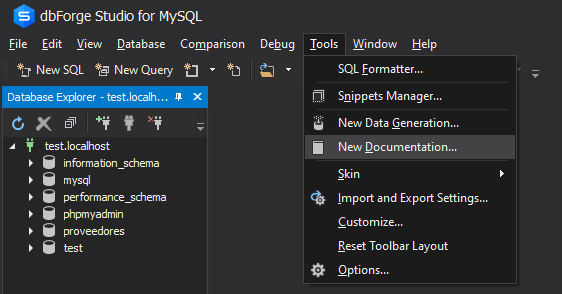 dbForge Studio for MySQL
File Edit View Database Comparison Debug Tools Window Help
New SQL New Query
SQL Formatter...
Snippets Manager...
New Data Generation...
New Documentation...
Skin
Import and Export Settings...
Customize...
Reset Toolbar Layout
Options...
Database Explorer - test.localh...
test.localhost
information_schema
mysql
performance_schema
phpmyadmin
proveedores
test